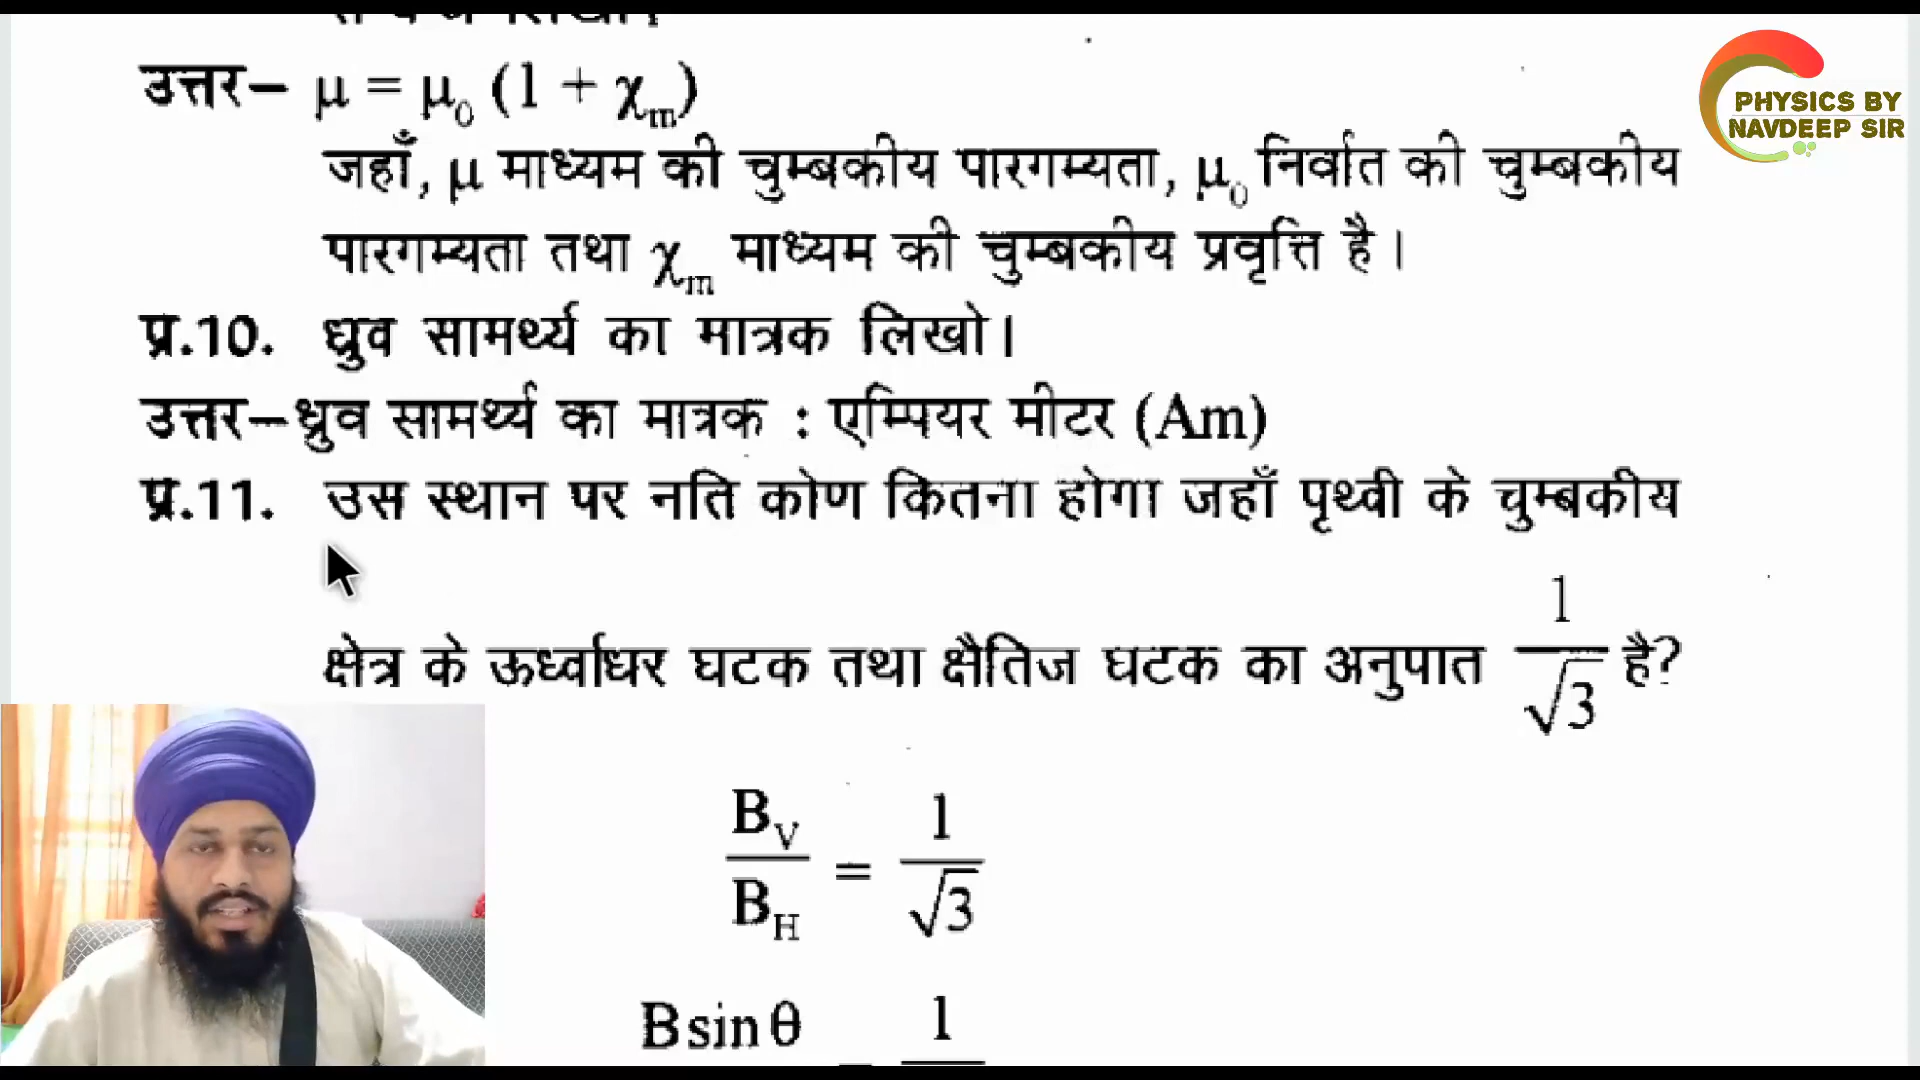 उत्तर– μ = μ₀ (1 + χₘ)
जहाँ, μ माध्यम की चुम्बकीय पारगम्यता, μ₀ निर्वात की चुम्बकीय
पारगम्यता तथा χₘ माध्यम की चुम्बकीय प्रवृत्ति है।
प्र.10. ध्रुव सामर्थ्य का मात्रक लिखो।
उत्तर–ध्रुव सामर्थ्य का मात्रक : एम्पियर मीटर (Am)
प्र.11. उस स्थान पर नति कोण कितना होगा जहाँ पृथ्वी के चुम्बकीय
क्षेत्र के ऊर्ध्वाधर घटक तथा क्षैतिज घटक का अनुपात 1/√3 है?
B_V/B_H = 1/√3
B sin θ = 1
PHYSICS BY
NAVDEEP SIR